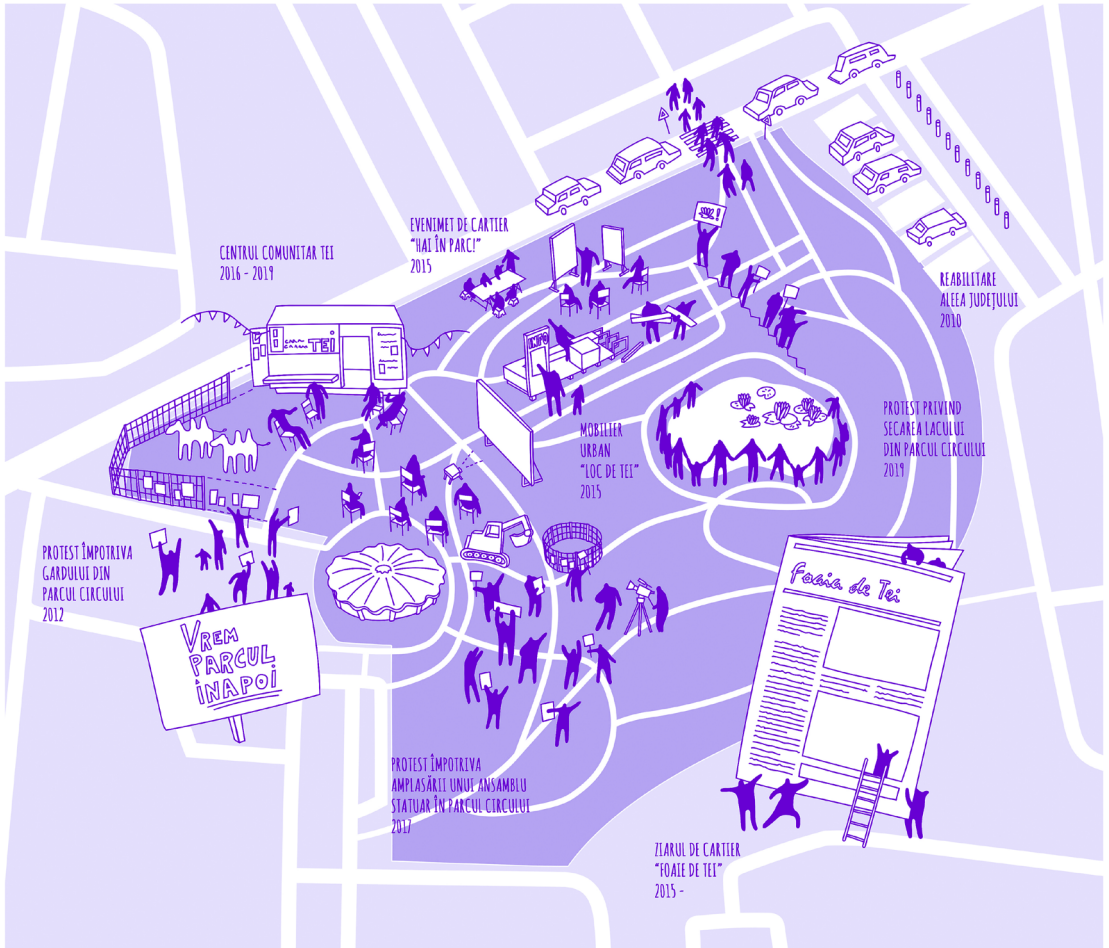 EVENIMET DE CARTIER
"HAI ÎN PARC!"
2015
CENTRUL COMUNITAR TEI
2016 - 2019
REABILITARE
ALEEA JUDEȚULUI
2010
INFO
TEI
MOBILIER
URBAN
"LOC DE TEI"
2015
PROTEST PRIVIND
SECAREA LACULUI
DIN PARCUL CIRCULUI
2019
PROTEST ÎMPOTRIVA
GARDULUI DIN
PARCUL CIRCULUI
2012
VREM
PARCUL
ÎNAPOI
Foaia de Tei
PROTEST ÎMPOTRIVA
AMPLASĂRII UNUI ANSAMBLU
STATUAR ÎN PARCUL CIRCULUI
2017
ZIARUL DE CARTIER
"FOAIE DE TEI"
2015 -